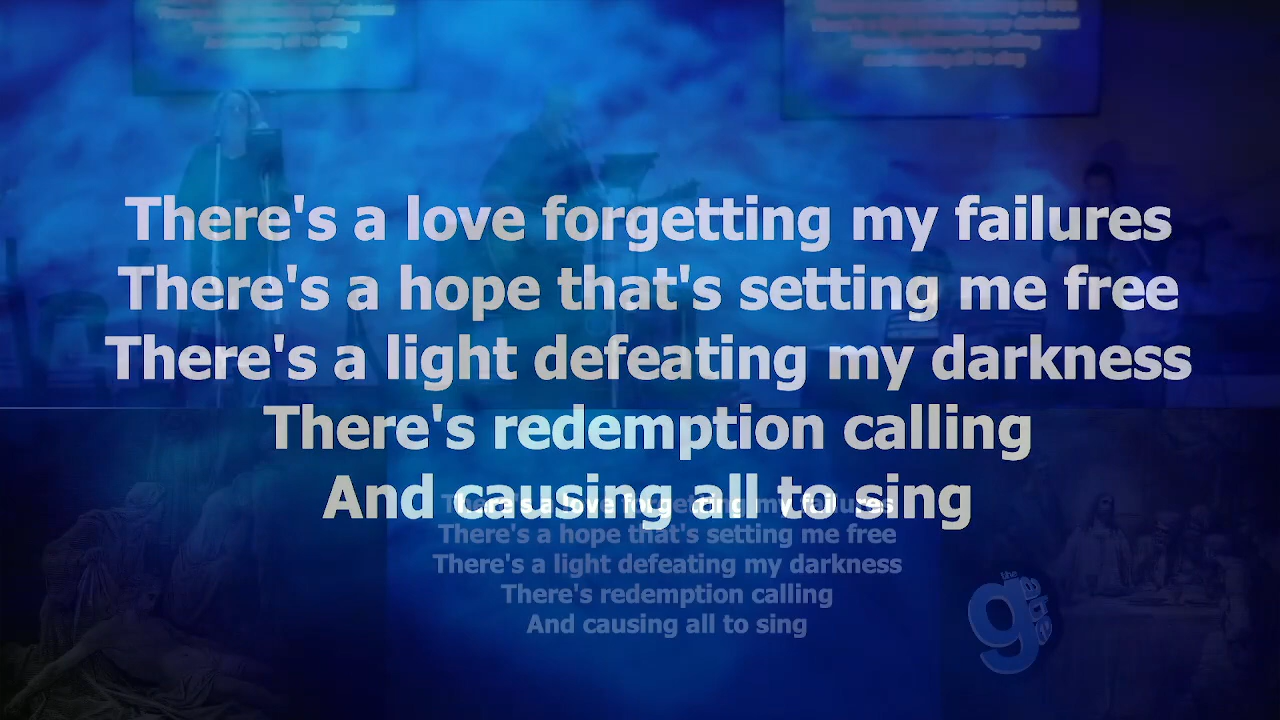 There's a love forgetting my failures
There's a hope that's setting me free
There's a light defeating my darkness
There's redemption calling
And causing all to sing
There's a love forgetting my failures
There's a hope that's setting me free
There's a light defeating my darkness
There's redemption calling
And causing all to sing
the gate